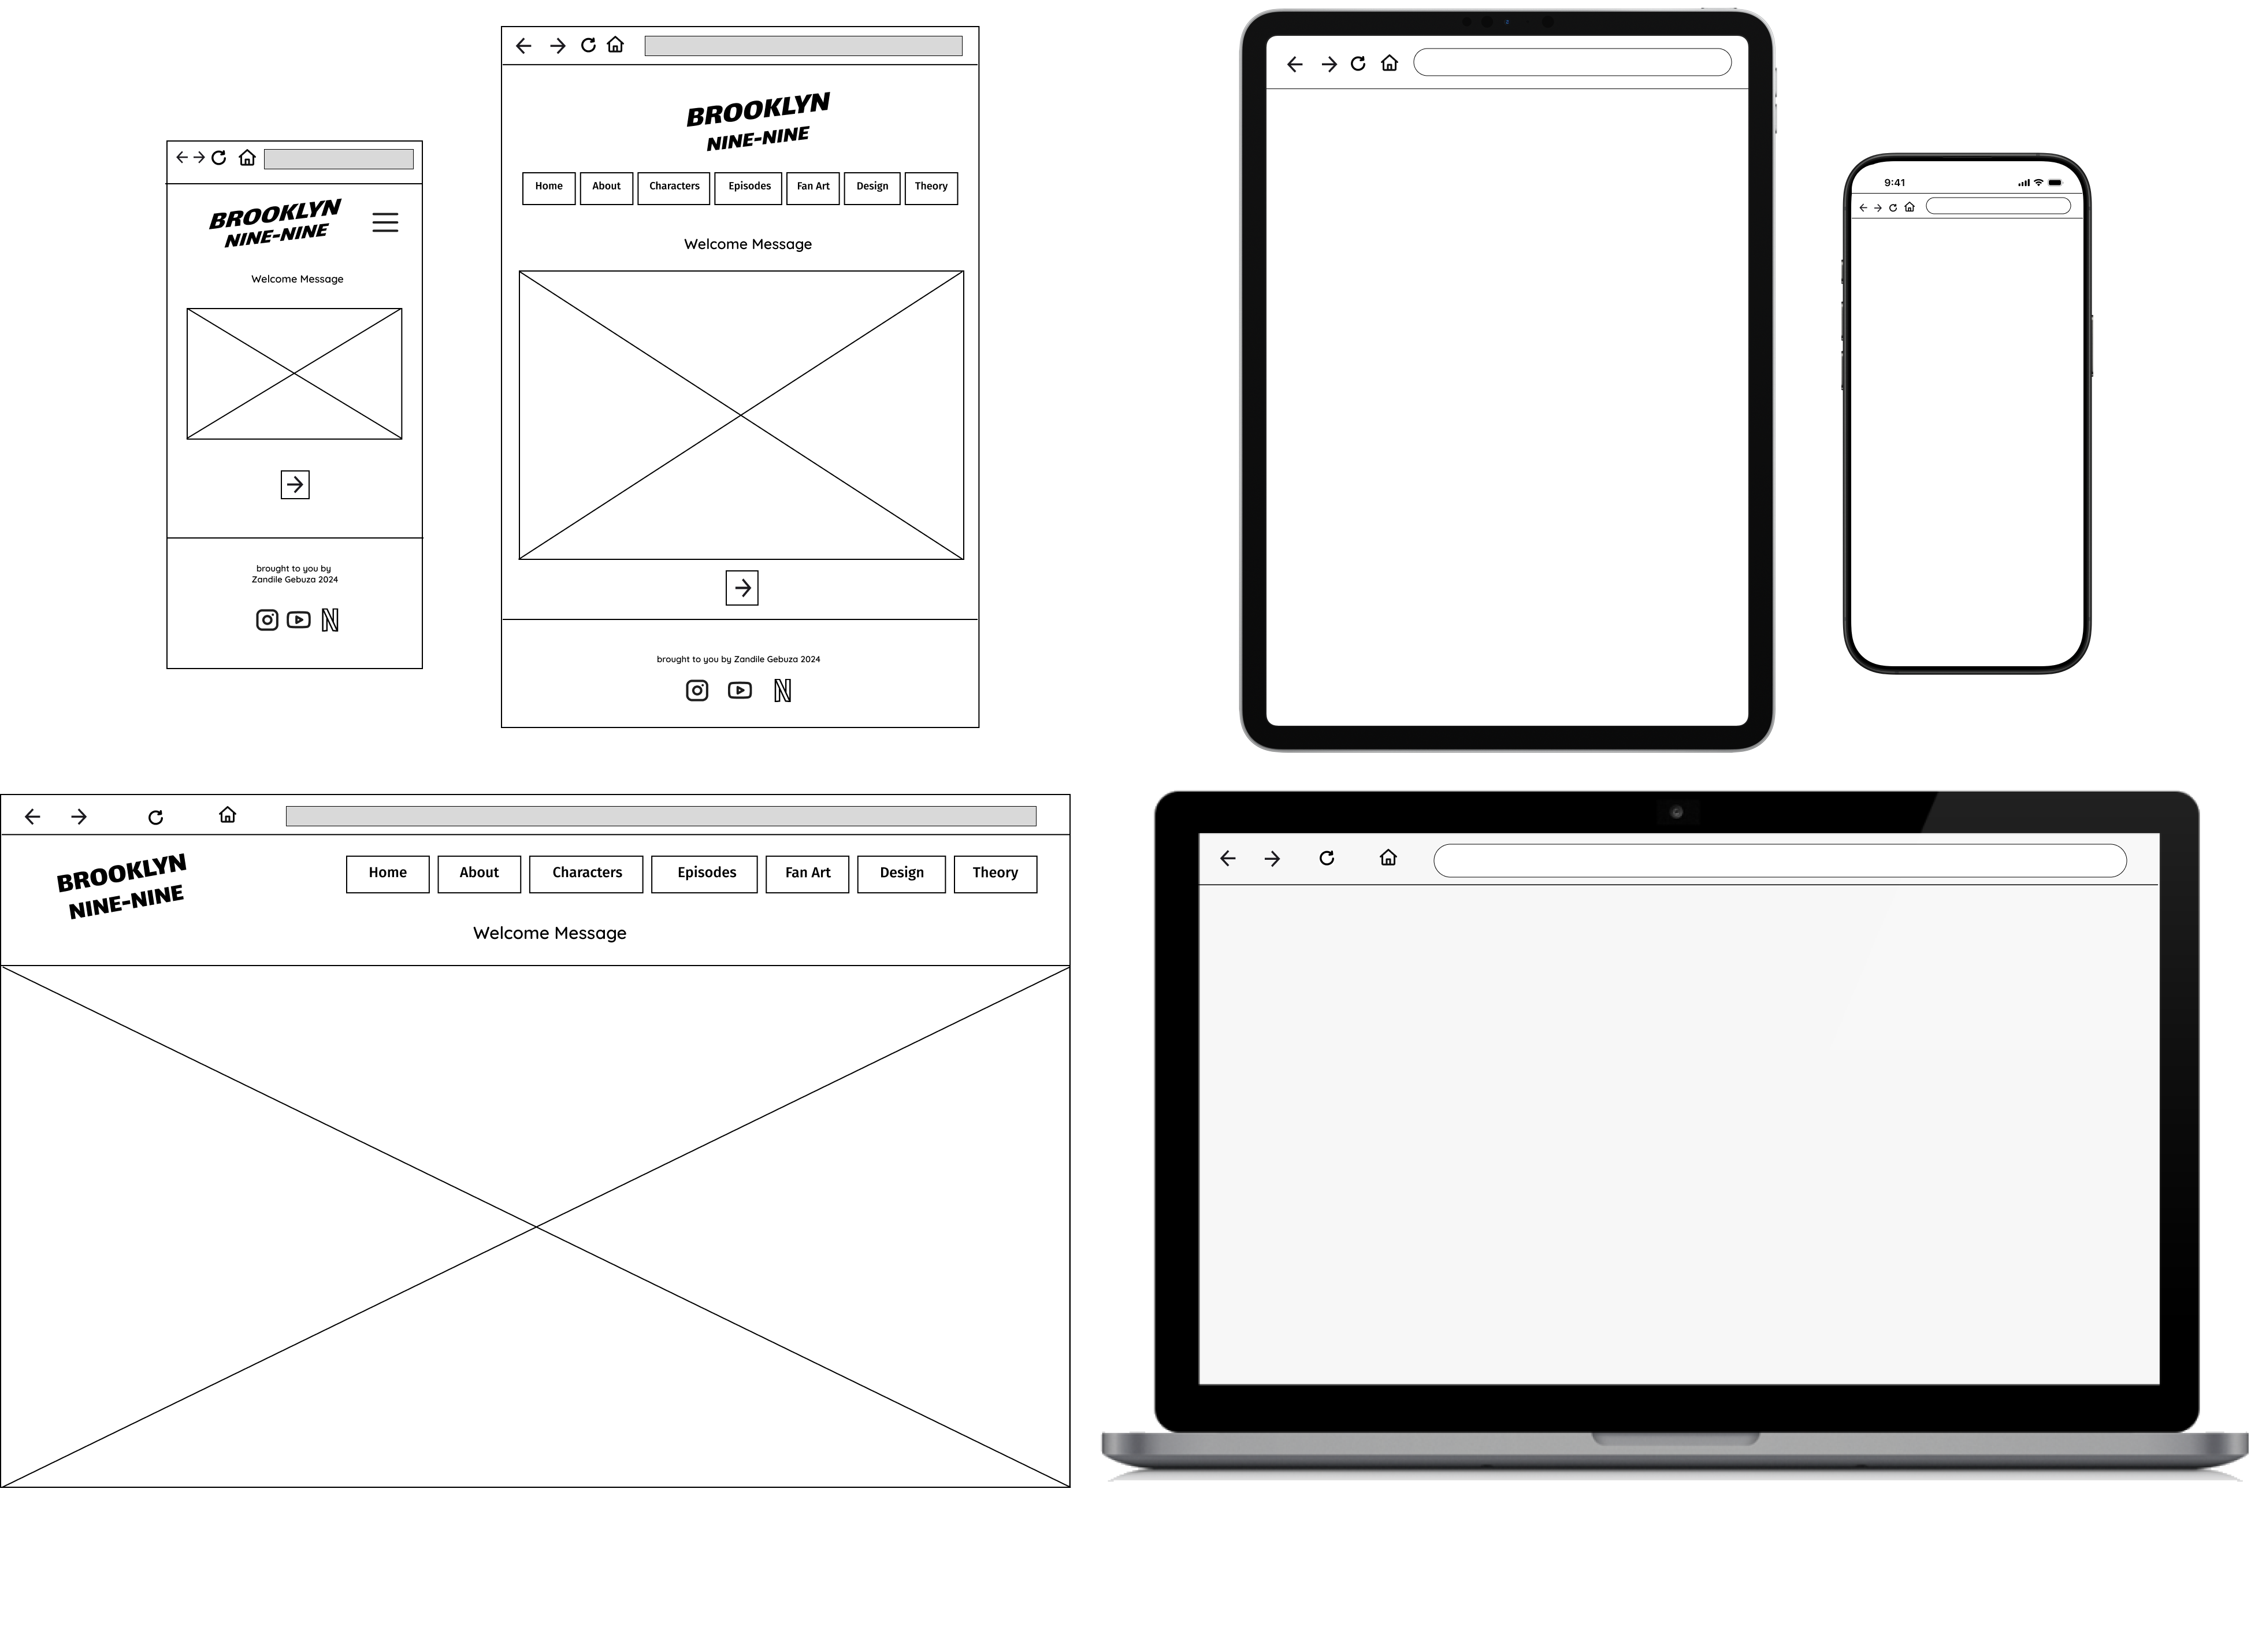 BROOKLYN
NINE-NINE
Welcome Message
brought to you by
Zandile Gebuza 2024
BROOKLYN
NINE-NINE
Home About Characters Episodes Fan Art Design Theory
Welcome Message
brought to you by Zandile Gebuza 2024
9:41
BROOKLYN
NINE-NINE
Home About Characters Episodes Fan Art Design Theory
Welcome Message